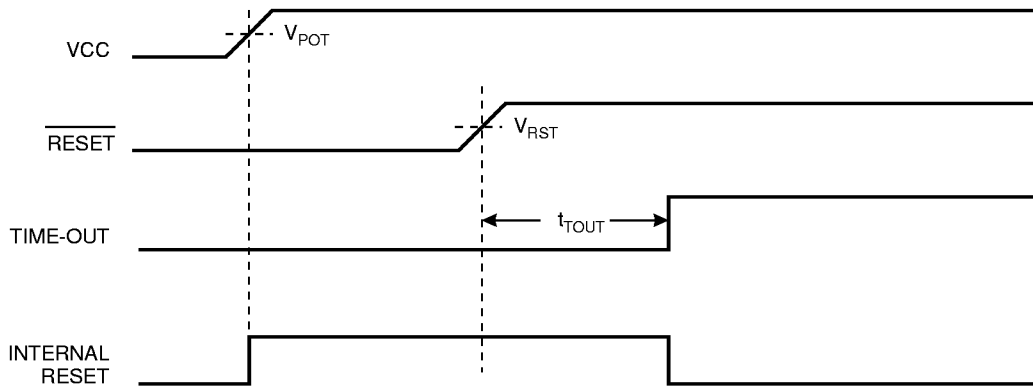 VCC
VPOT
RESET
VRST
TIME-OUT
tTOUT
INTERNAL
RESET